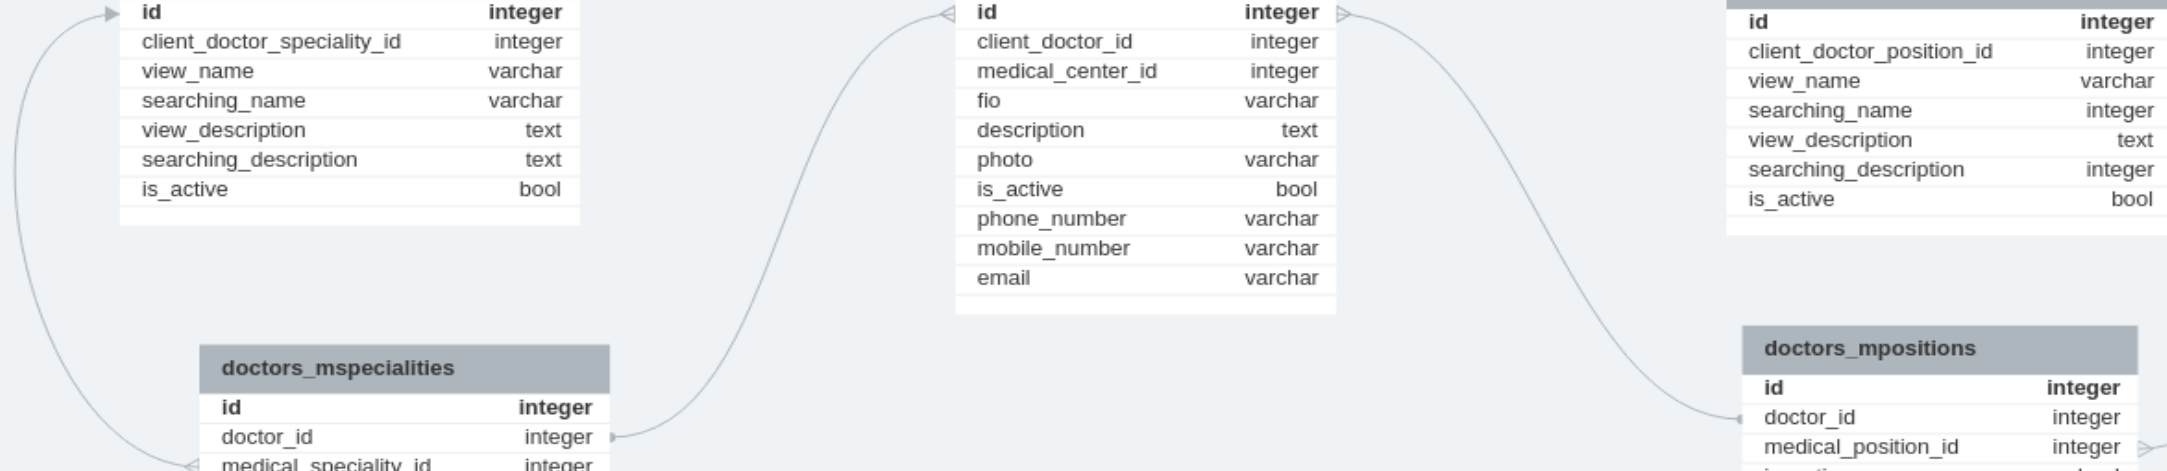 id integer
client_doctor_speciality_id integer
view_name varchar
searching_name varchar
view_description text
searching_description text
is_active bool
id integer
client_doctor_id integer
medical_center_id integer
fio varchar
description text
photo varchar
is_active bool
phone_number varchar
mobile_number varchar
email varchar
id integer
client_doctor_position_id integer
view_name varchar
searching_name integer
view_description text
searching_description integer
is_active bool
doctors_mspecialities
id integer
doctor_id integer
medical_speciality_id integer
doctors_mpositions
id integer
doctor_id integer
medical_position_id integer